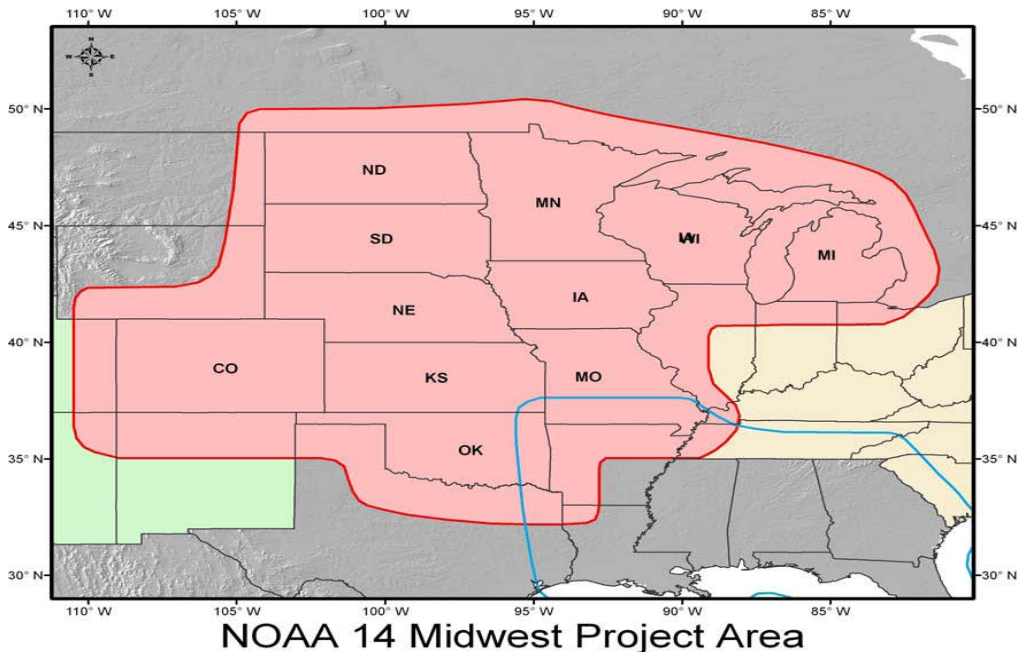 110° W 105° W 100° W 95° W 90° W 85° W
N
W E
S
50° N 50° N
ND
MN
45° N 45° N
SD WI
MI
IA
NE
40° N 40° N
CO KS MO
OK
35° N 35° N
30° N 30° N
110° W 105° W 100° W 95° W 90° W 85° W
NOAA 14 Midwest Project Area